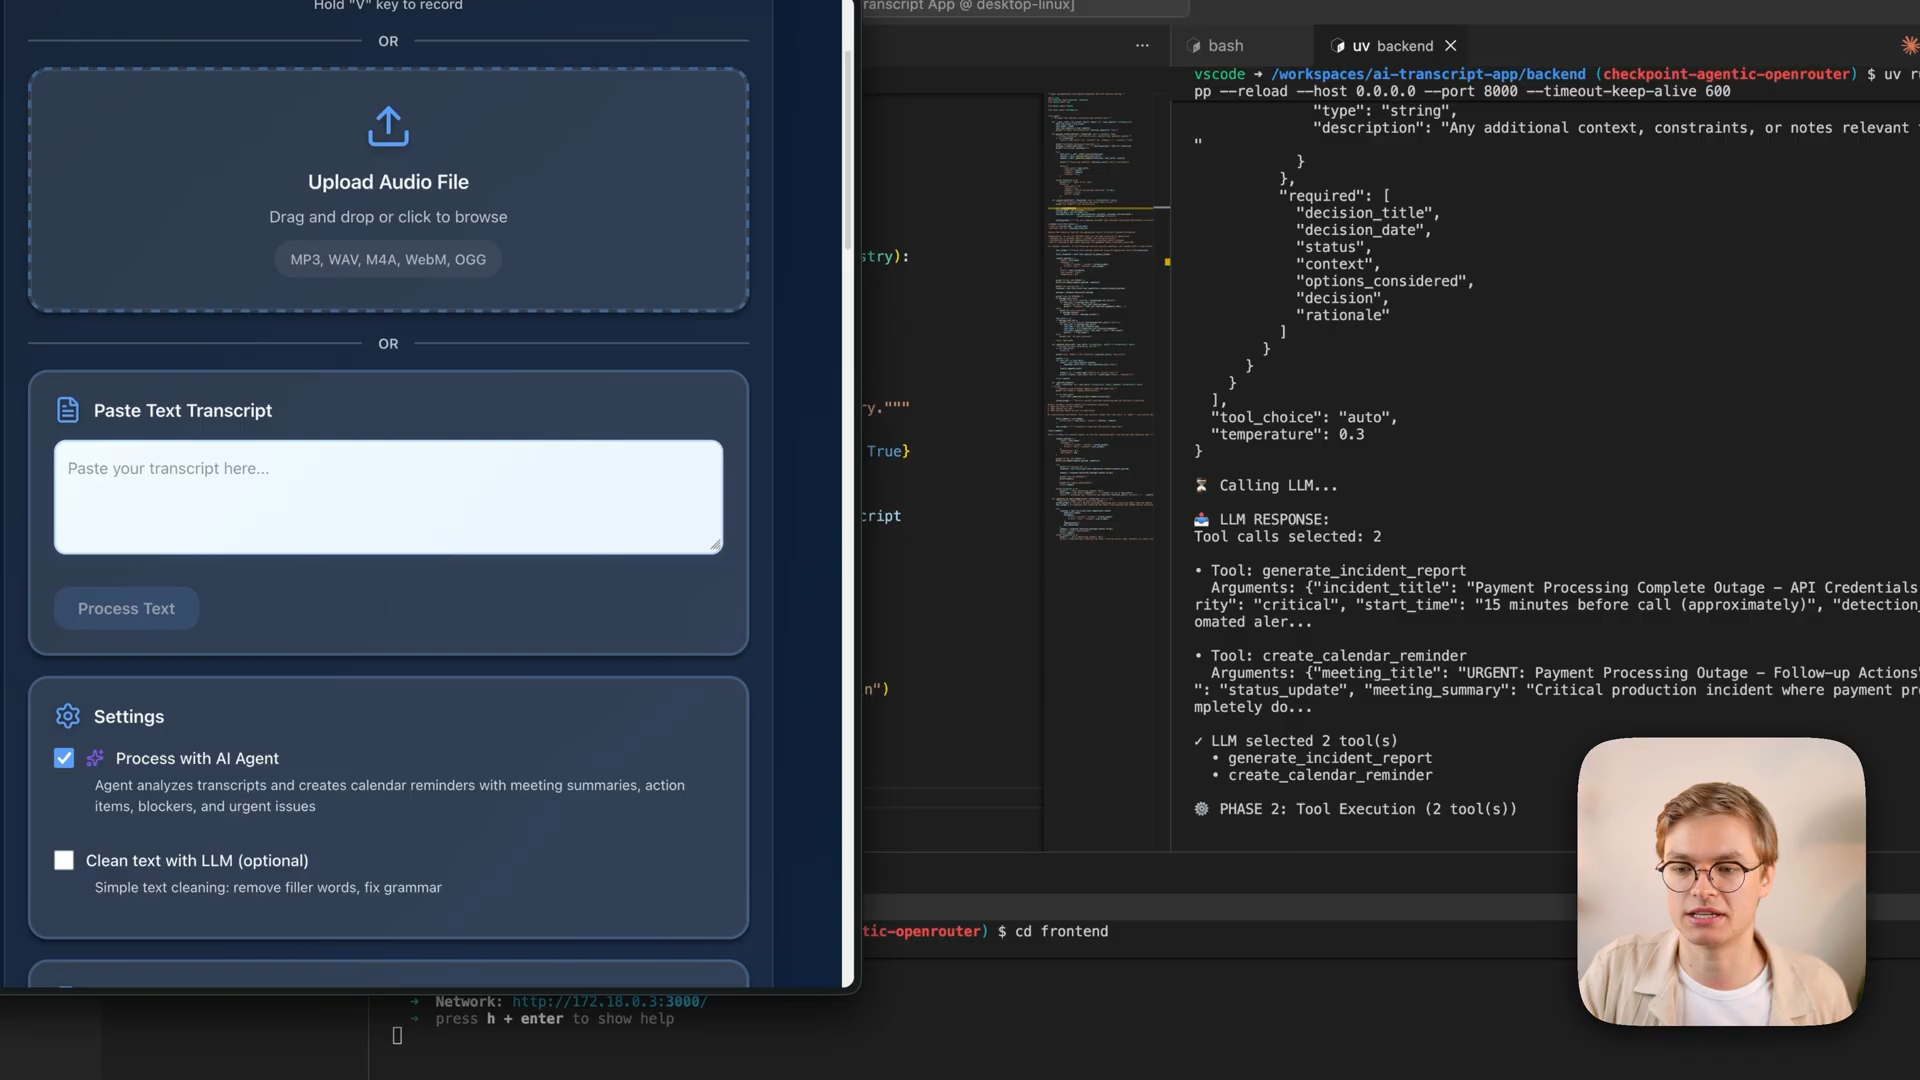 Hold "V" key to record
OR
Upload Audio File
Drag and drop or click to browse
MP3, WAV, M4A, WebM, OGG
OR
Paste Text Transcript
Paste your transcript here...
Process Text
Settings
Process with AI Agent
Agent analyzes transcripts and creates calendar reminders with meeting summaries, action
items, blockers, and urgent issues
Clean text with LLM (optional)
Simple text cleaning: remove filler words, fix grammar
➜ Network: http://172.18.0.3:3000/
➜ press h + enter to show help
ranscript App @ desktop-linux]
stry):
ry."""
True}
cript
n")
tic-openrouter) $ cd frontend
bash
uv backend
vscode ➜ /workspaces/ai-transcript-app/backend (checkpoint-agentic-openrouter) $ uv r
pp --reload --host 0.0.0.0 --port 8000 --timeout-keep-alive 600
"type": "string",
"description": "Any additional context, constraints, or notes relevant
"
}
},
"required": [
"decision_title",
"decision_date",
"status",
"context",
"options_considered",
"decision",
"rationale"
]
}
}
}
],
"tool_choice": "auto",
"temperature": 0.3
}
⏳ Calling LLM...
📤 LLM RESPONSE:
Tool calls selected: 2
• Tool: generate_incident_report
Arguments: {"incident_title": "Payment Processing Complete Outage – API Credentials
rity": "critical", "start_time": "15 minutes before call (approximately)", "detection_
omated aler...
• Tool: create_calendar_reminder
Arguments: {"meeting_title": "URGENT: Payment Processing Outage – Follow-up Actions"
": "status_update", "meeting_summary": "Critical production incident where payment pr
mpletely do...
✓ LLM selected 2 tool(s)
• generate_incident_report
• create_calendar_reminder
⚙️ PHASE 2: Tool Execution (2 tool(s))